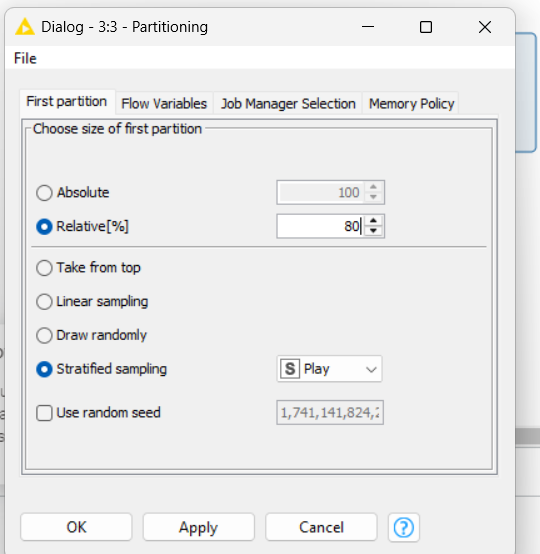 Dialog - 3:3 - Partitioning
File
First partition Flow Variables Job Manager Selection Memory Policy
Choose size of first partition
Absolute 100
Relative[%] 80
Take from top
Linear sampling
Draw randomly
Stratified sampling S Play
Use random seed 1,741,141,824,2
OK Apply Cancel ?